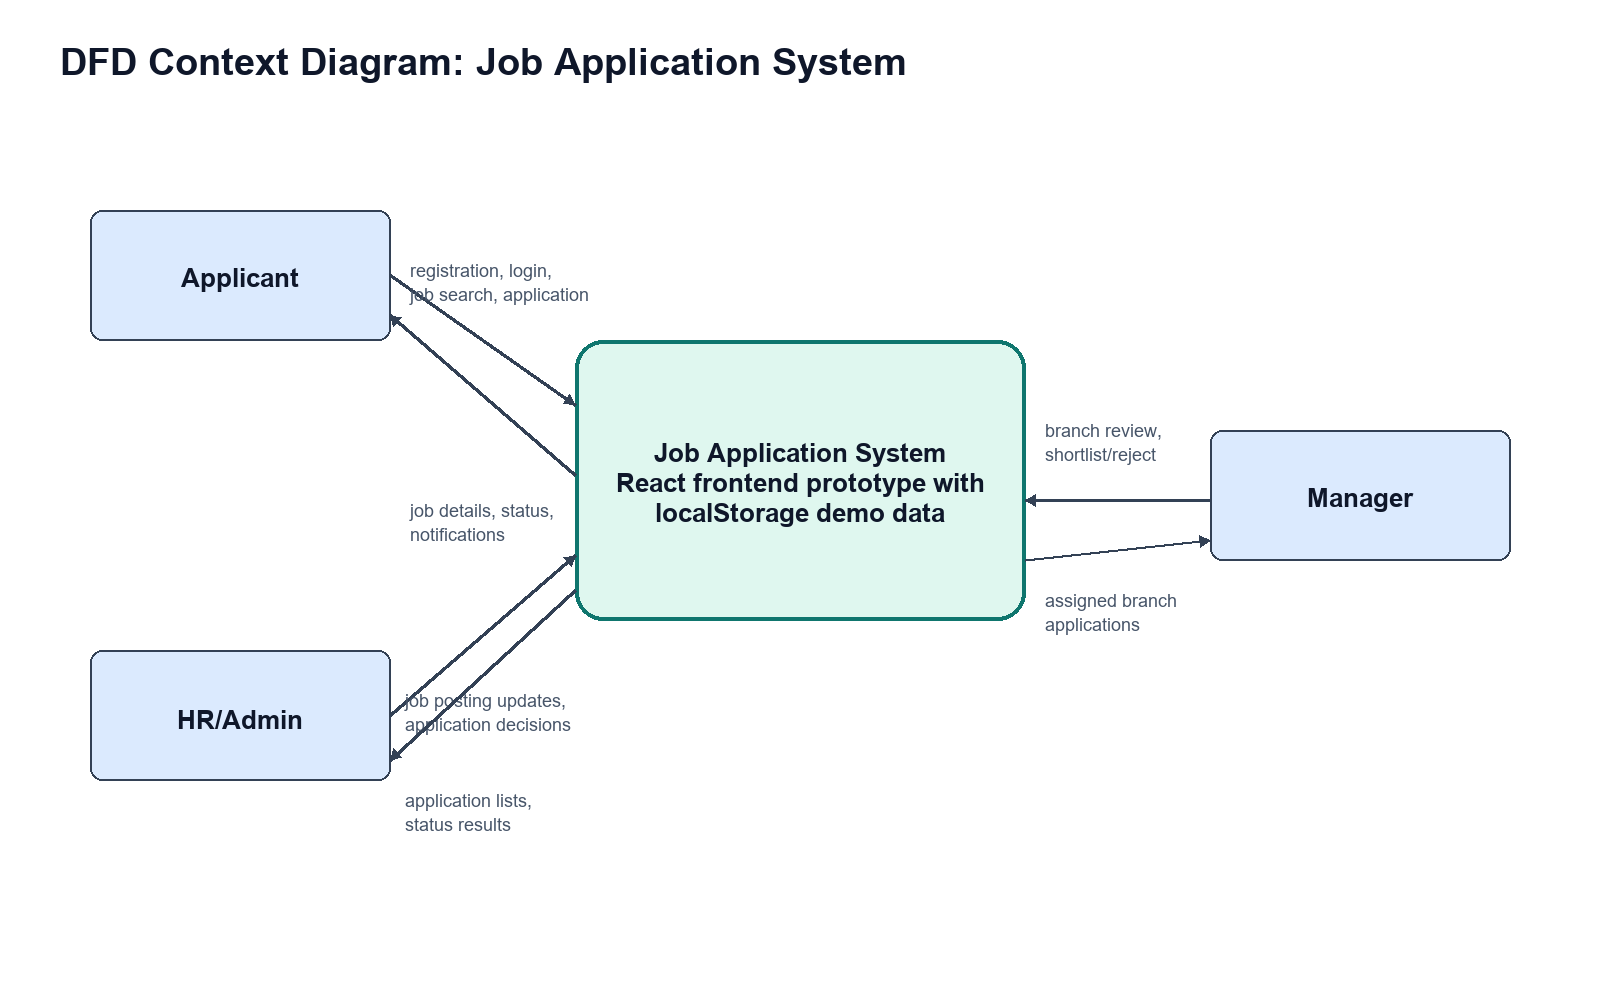 DFD Context Diagram: Job Application System
Applicant
registration, login,
job search, application
Job Application System
React frontend prototype with
localStorage demo data
branch review,
shortlist/reject
Manager
job details, status,
notifications
assigned branch
applications
HR/Admin
job posting updates,
application decisions
application lists,
status results